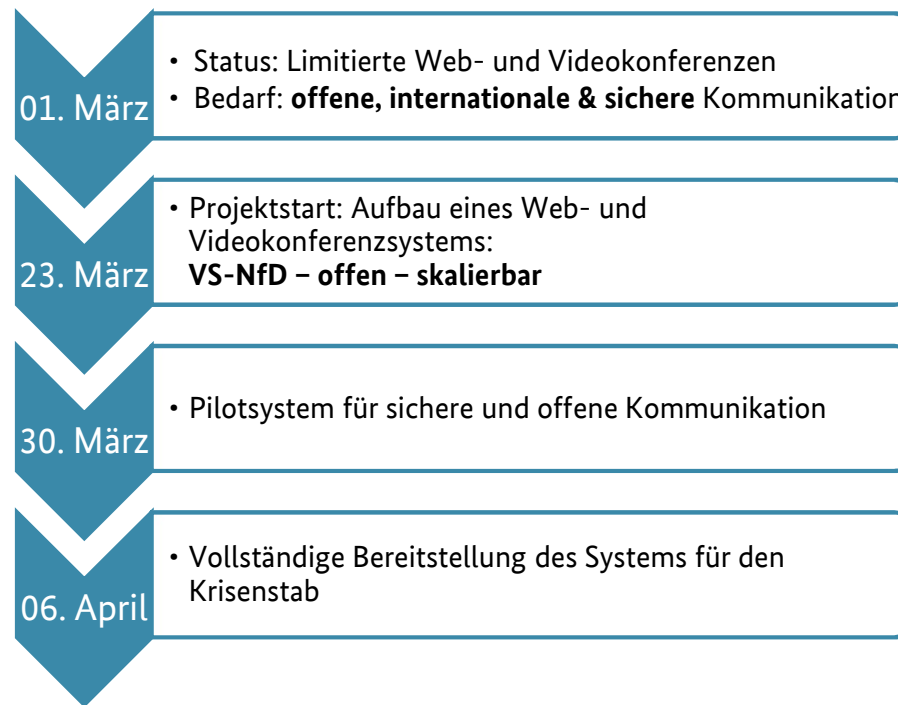 01. März
• Status: Limitierte Web- und Videokonferenzen
• Bedarf: offene, internationale & sichere Kommunikation
23. März
• Projektstart: Aufbau eines Web- und
Videokonferenzsystems:
VS-NfD – offen – skalierbar
30. März
• Pilotsystem für sichere und offene Kommunikation
06. April
• Vollständige Bereitstellung des Systems für den
Krisenstab